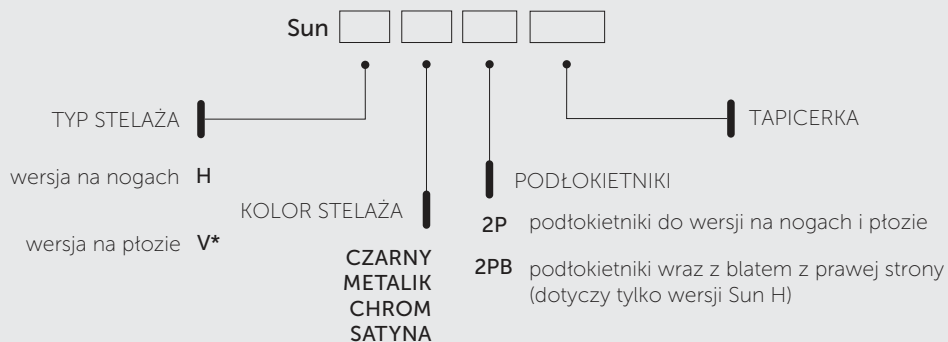 Sun
TYP STELAŻA
wersja na nogach H
wersja na płozie V*
KOLOR STELAŻA
CZARNY
METALIK
CHROM
SATYNA
PODŁOKIETNIKI
2P podłokietniki do wersji na nogach i płozie
2PB podłokietniki wraz z blatem z prawej strony
(dotyczy tylko wersji Sun H)
TAPICERKA